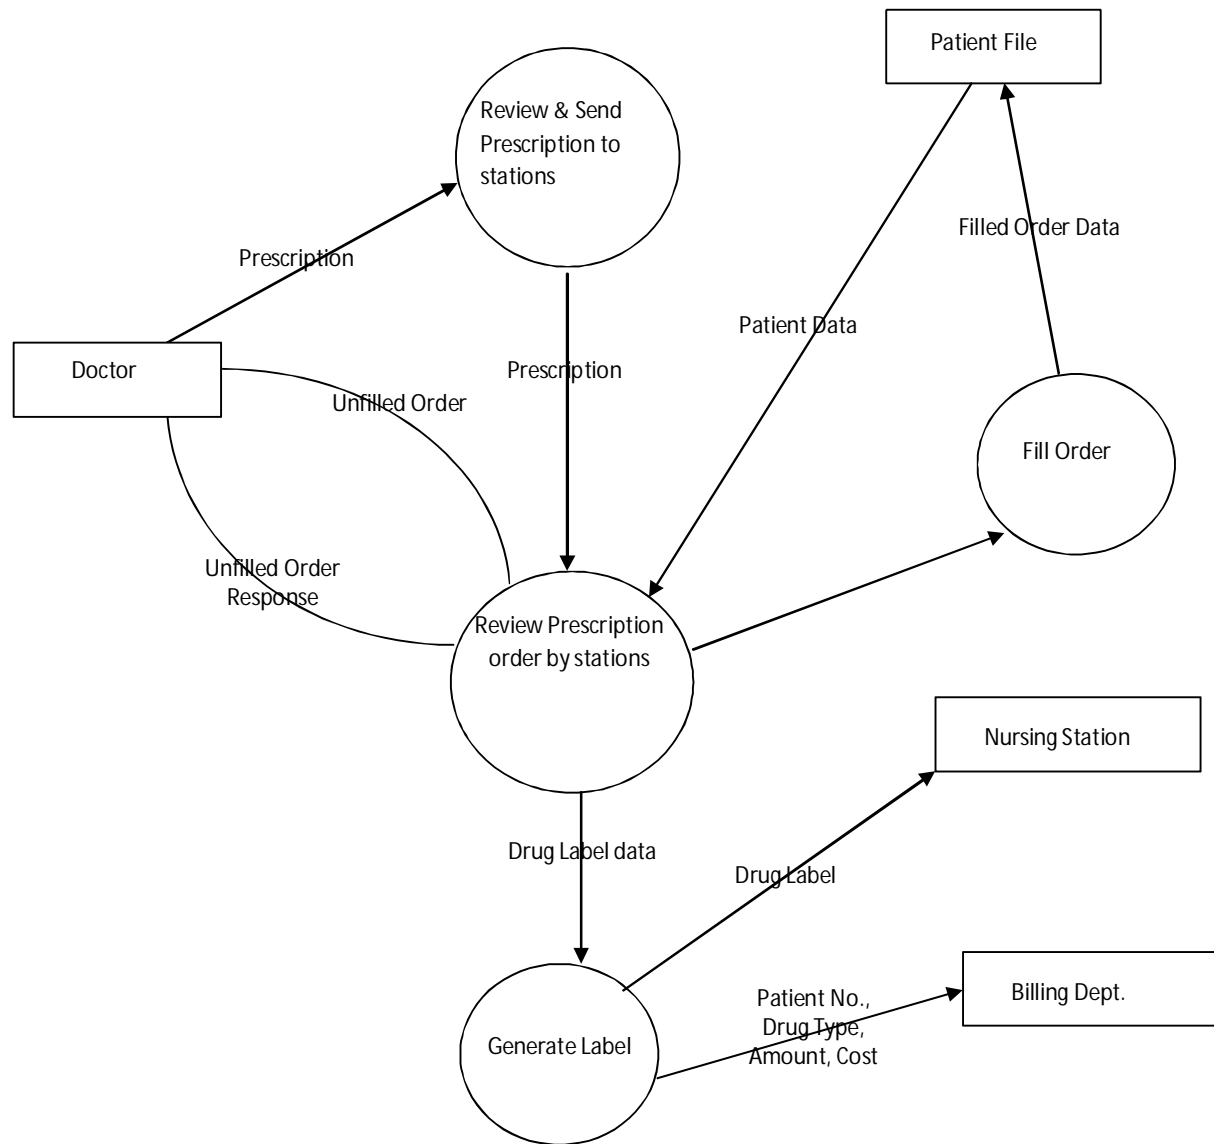 Patient File
Review & Send
Prescription to
stations
Filled Order Data
Prescription
Patient Data
Doctor
Prescription
Unfilled Order
Fill Order
Unfilled Order
Response
Review Prescription
order by stations
Nursing Station
Drug Label data
Drug Label
Patient No.,
Drug Type,
Amount, Cost
Billing Dept.
Generate Label